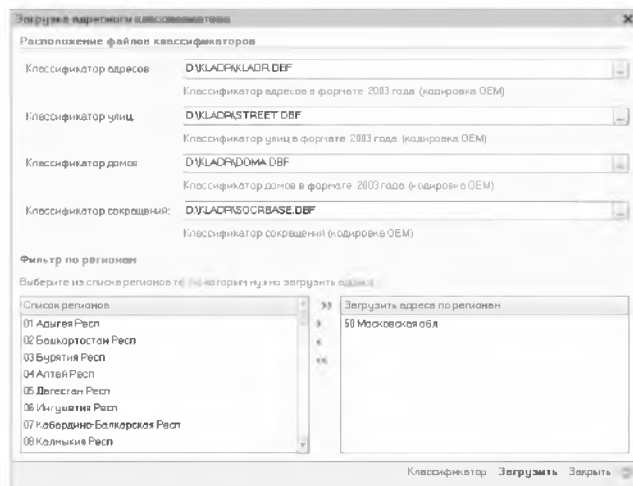 Загрузка адресного классификатора
Расположение файлов классификаторов
Классификатор адресов
D:\KLADR\KLADR.DBF
...
Классификатор адресов в формате 2003 года (кодировка OEM)
Классификатор улиц
D:\KLADR\STREET.DBF
...
Классификатор улиц в формате 2003 года (кодировка OEM)
Классификатор домов
D:\KLADR\DOMA.DBF
...
Классификатор домов в формате 2003 года (кодировка OEM)
Классификатор сокращений:
D:\KLADR\SOCRBASE.DBF
...
Классификатор сокращений (кодировка OEM)
Фильтр по регионам
Выберите из списка регионов те по которым нужно загрузить адреса
Список регионов
>>
Загрузить адреса по регионам
01 Адыгея Респ
>
50 Московская обл
02 Башкортостан Респ
<
03 Бурятия Респ
<<
04 Алтай Респ
05 Дагестан Респ
06 Ингушетия Респ
07 Кабардино-Балкарская Респ
08 Калмыкия Респ
Классификатор Загрузить Закрыть